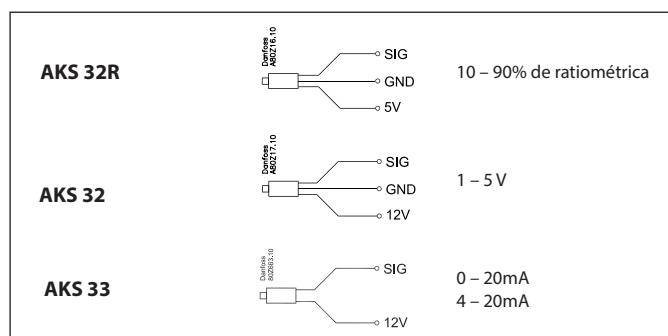 AKS 32R
Danfoss
A80Z16.10
SIG
GND
5V
10 – 90% de ratiométrica
AKS 32
Danfoss
A80Z17.10
SIG
GND
12V
1 – 5 V
AKS 33
Danfoss
80Z663.10
SIG
12V
0 – 20mA
4 – 20mA